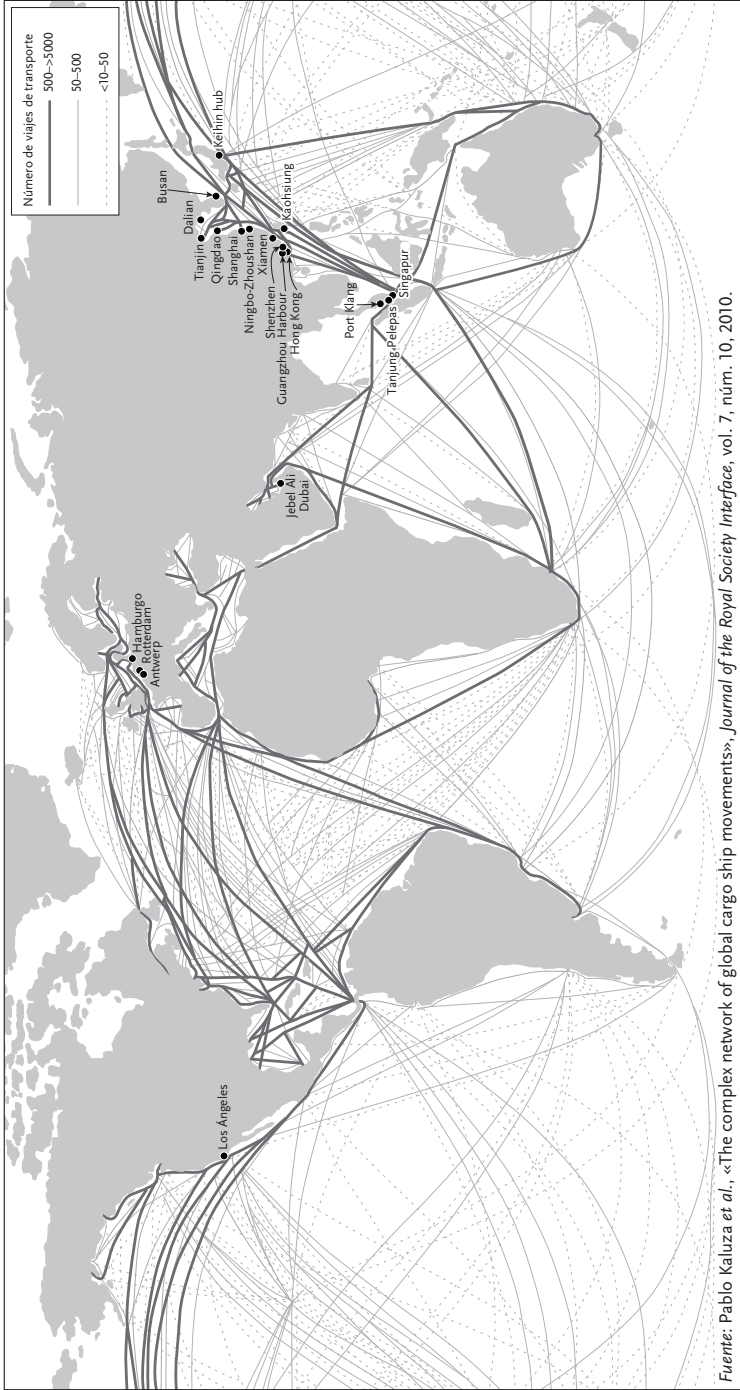 Número de viajes de transporte
500–>5000
50–500
<10–50
Los Ángeles
Hamburgo
Rotterdam
Antwerp
Jebel Ali
Dubai
Busan
Keihin hub
Dalian
Tianjin
Qingdao
Shanghai
Ningbo-Zhoushan
Xiamen
Kaohsiung
Shenzhen
Guangzhou Harbour
Hong Kong
Port Klang
Tanjung Pelepas
Singapur
Fuente: Pablo Kaluza et al., «The complex network of global cargo ship movements», Journal of the Royal Society Interface, vol. 7, núm. 10, 2010.